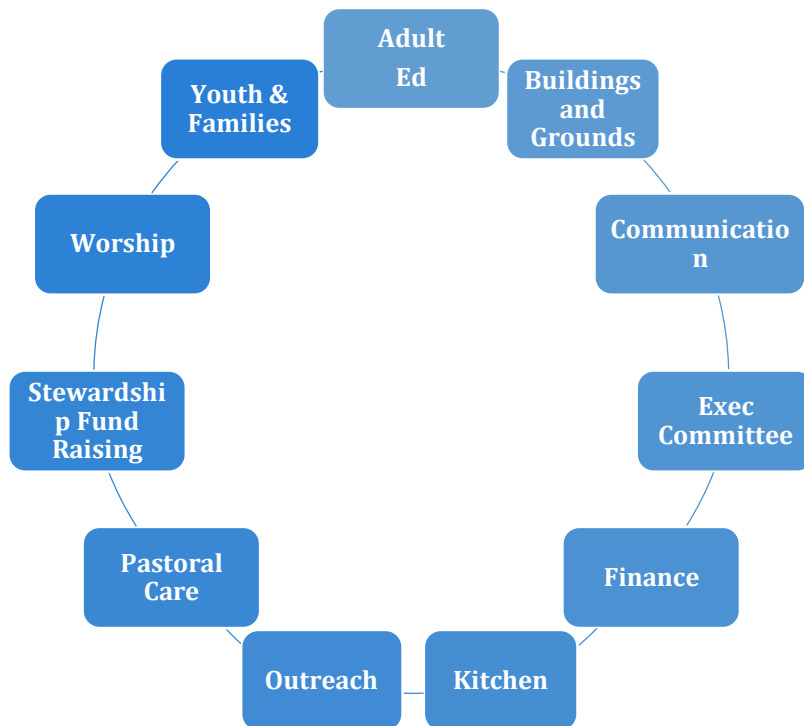 Adult
Ed
Buildings
and
Grounds
Communicatio
n
Exec
Committee
Finance
Kitchen
Outreach
Pastoral
Care
Stewardshi
p Fund
Raising
Worship
Youth &
Families